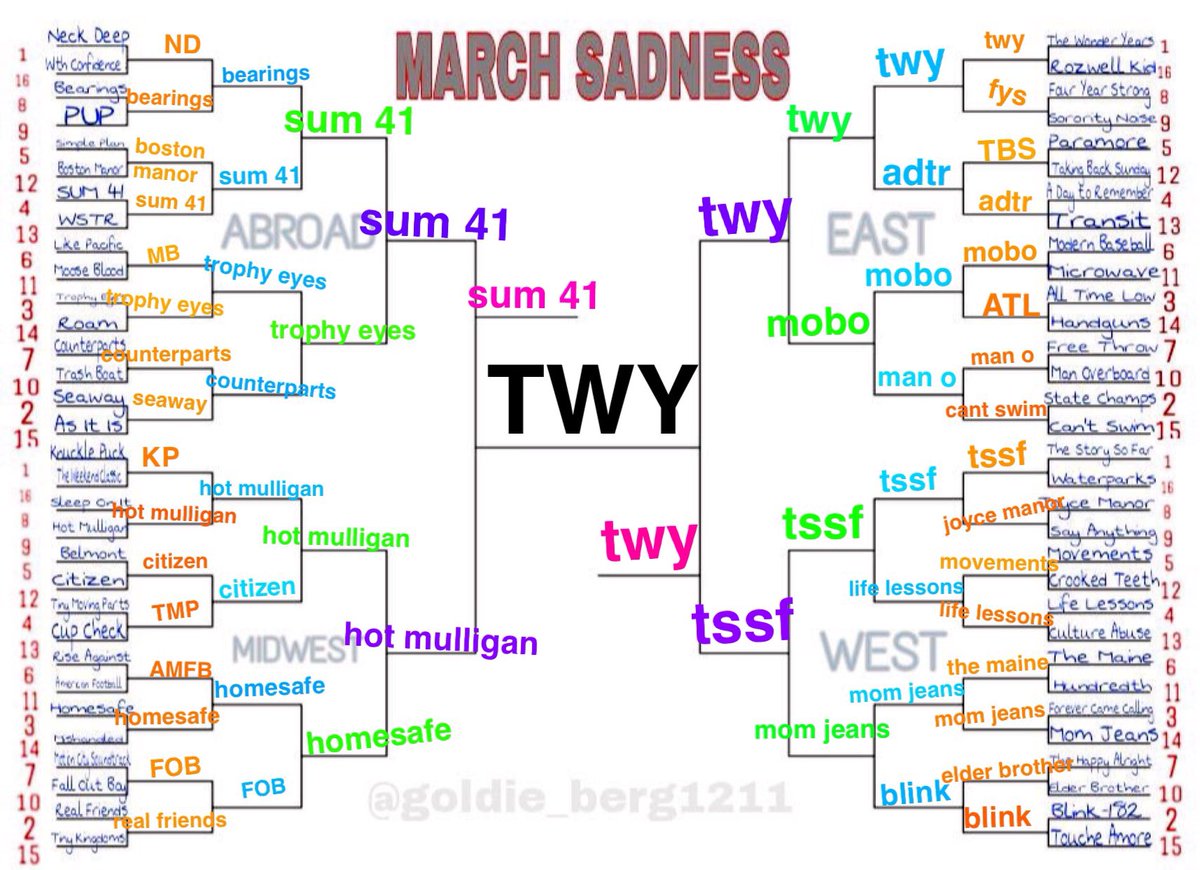 MARCH SADNESS
1 Neck Deep
16 With Confidence
8 Bearings
9 PUP
5 Simple Plan
12 Boston Manor
4 SUM 41
13 WSTR
6 Like Pacific
11 Moose Blood
3 Trophy Eyes
14 Roam
7 Counterparts
10 Trash Boat
2 Seaway
15 As It Is
ND
bearings
boston
manor
sum 41
MB
trophy eyes
counterparts
seaway
bearings
sum 41
trophy eyes
counterparts
sum 41
trophy eyes
ABROAD
sum 41
sum 41
1 Knuckle Puck
16 The Weekend Classic
8 Sleep On It
9 Hot Mulligan
5 Belmont
12 Citizen
4 Tiny Moving Parts
13 Cup Check
6 Rise Against
11 American Football
3 Homesafe
14 Mishanded
7 Motion City Soundtrack
10 Fall Out Boy
2 Real Friends
15 Tiny Kingdoms
KP
hot mulligan
citizen
TMP
AMFB
homesafe
FOB
real friends
hot mulligan
citizen
homesafe
FOB
hot mulligan
homesafe
MIDWEST
hot mulligan
TWY
twy
The Wonder Years 1
Rozwell Kid 16
Four Year Strong 8
Sorority Noise 9
Paramore 5
Taking Back Sunday 12
A Day to Remember 4
Transit 13
Modern Baseball 6
Microwave 11
All Time Low 3
Handguns 14
Free Throw 7
Man Overboard 10
State Champs 2
Can't Swim 15
twy
fys
TBS
adtr
mobo
ATL
man o
cant swim
twy
adtr
mobo
man o
twy
mobo
EAST
twy
The Story So Far 1
Waterparks 16
Joyce Manor 8
Say Anything 9
Movements 5
Crooked Teeth 12
Life Lessons 4
Culture Abuse 13
The Maine 6
Hundredth 11
Forever Came Calling 3
Mom Jeans 14
The Happy Alright 7
Elder Brother 10
Blink-182 2
Touche Amore 15
tssf
joyce manor
movements
life lessons
the maine
mom jeans
elder brother
blink
tssf
life lessons
mom jeans
blink
tssf
mom jeans
WEST
tssf
@goldie_berg1211